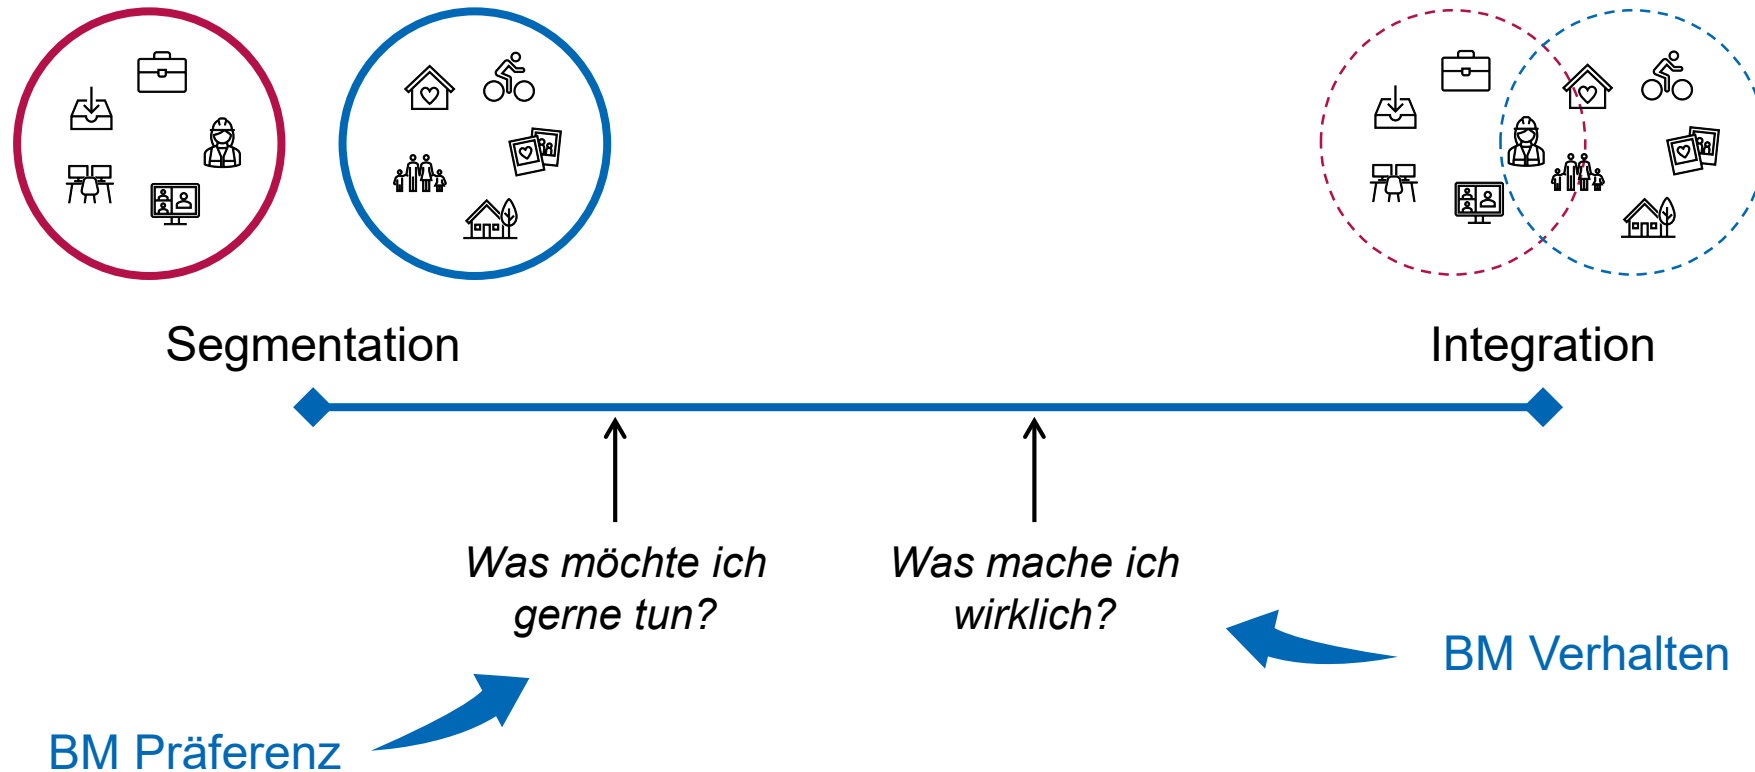 Segmentation
Integration
Was möchte ich
gerne tun?
Was mache ich
wirklich?
BM Verhalten
BM Präferenz